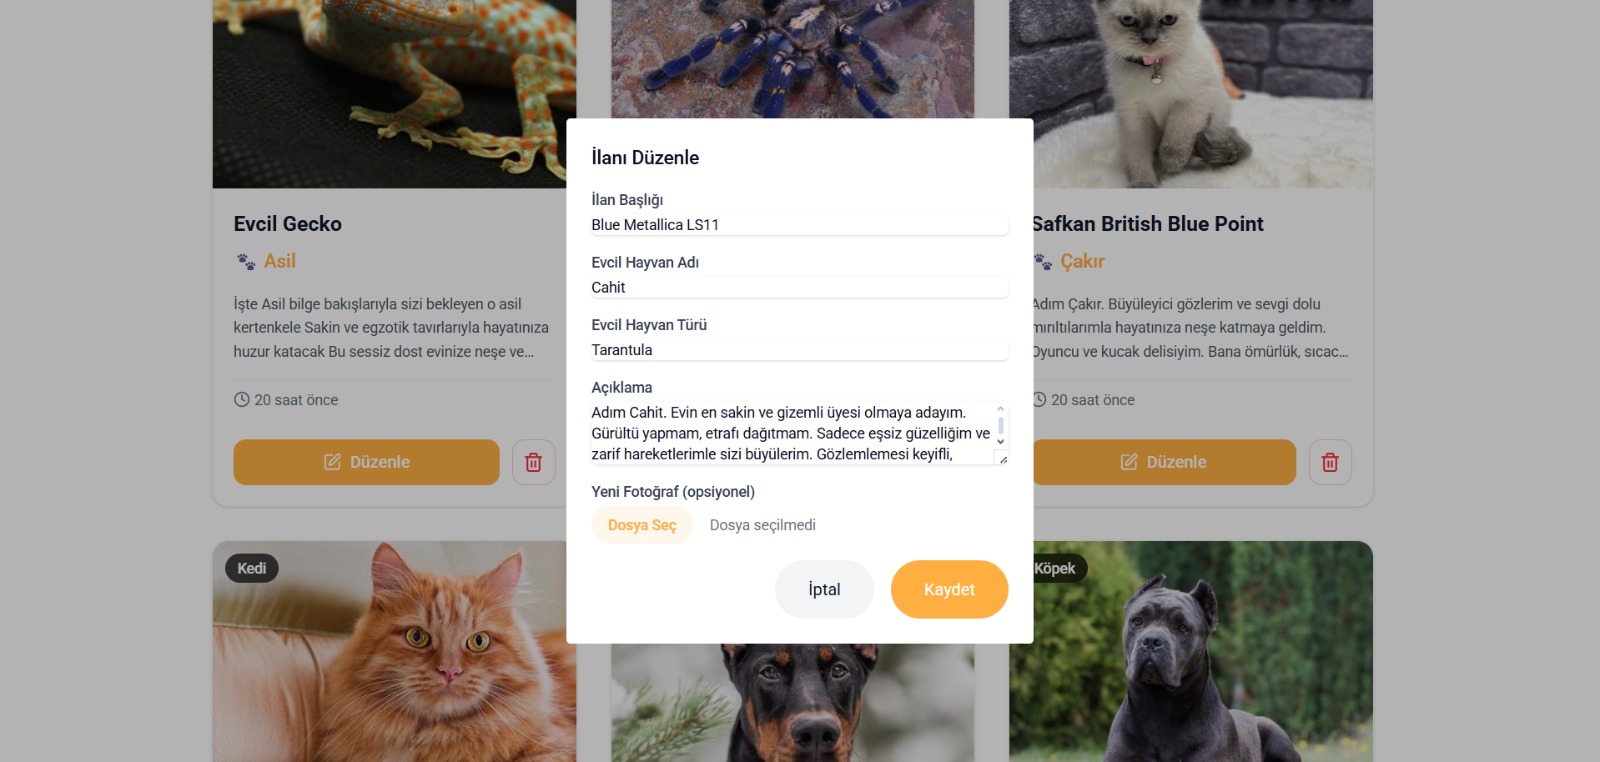 İlanı Düzenle
İlan Başlığı
Blue Metallica LS11
Evcil Hayvan Adı
Cahit
Evcil Hayvan Türü
Tarantula
Açıklama
Adım Cahit. Evin en sakin ve gizemli üyesi olmaya adayım.
Gürültü yapmam, etrafı dağıtmam. Sadece eşsiz güzelliğim ve
zarif hareketlerimle sizi büyülerim. Gözlemlemesi keyifli,
Yeni Fotoğraf (opsiyonel)
Dosya Seç
Dosya seçilmedi
İptal
Kaydet
Evcil Gecko
Asil
İşte Asil bilge bakışlarıyla sizi bekleyen o asil
kertenkele Sakin ve egzotik tavırlarıyla hayatınıza
huzur katacak Bu sessiz dost evinize neşe ve...
20 saat önce
Düzenle
Safkan British Blue Point
Çakır
Adım Çakır. Büyüleyici gözlerim ve sevgi dolu
mırıltılarımla hayatınıza neşe katmaya geldim.
Oyuncu ve kucak delisiyim. Bana ömürlük, sıcac...
20 saat önce
Düzenle
Kedi
Köpek